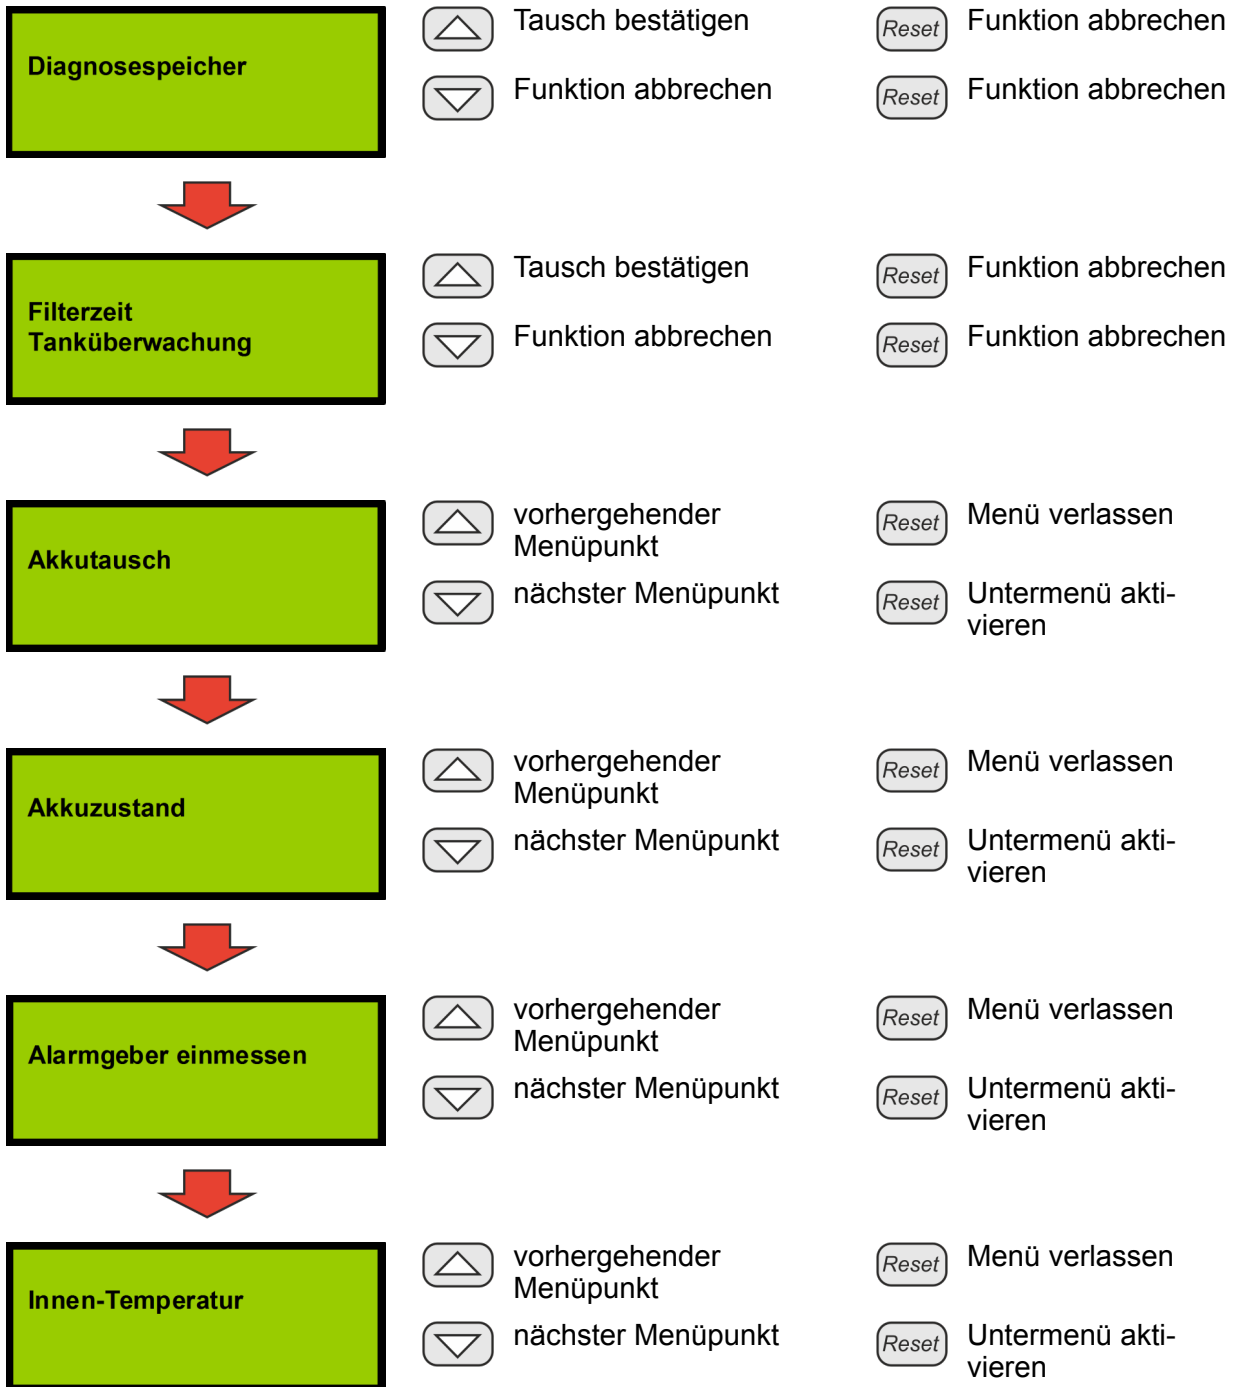 Diagnosespeicher
Tausch bestätigen
Reset
Funktion abbrechen
Funktion abbrechen
Reset
Funktion abbrechen
Filterzeit
Tanküberwachung
Tausch bestätigen
Reset
Funktion abbrechen
Funktion abbrechen
Reset
Funktion abbrechen
Akkutausch
vorhergehender
Menüpunkt
Reset
Menü verlassen
nächster Menüpunkt
Reset
Untermenü akti-
vieren
Akkuzustand
vorhergehender
Menüpunkt
Reset
Menü verlassen
nächster Menüpunkt
Reset
Untermenü akti-
vieren
Alarmgeber einmessen
vorhergehender
Menüpunkt
Reset
Menü verlassen
nächster Menüpunkt
Reset
Untermenü akti-
vieren
Innen-Temperatur
vorhergehender
Menüpunkt
Reset
Menü verlassen
nächster Menüpunkt
Reset
Untermenü akti-
vieren